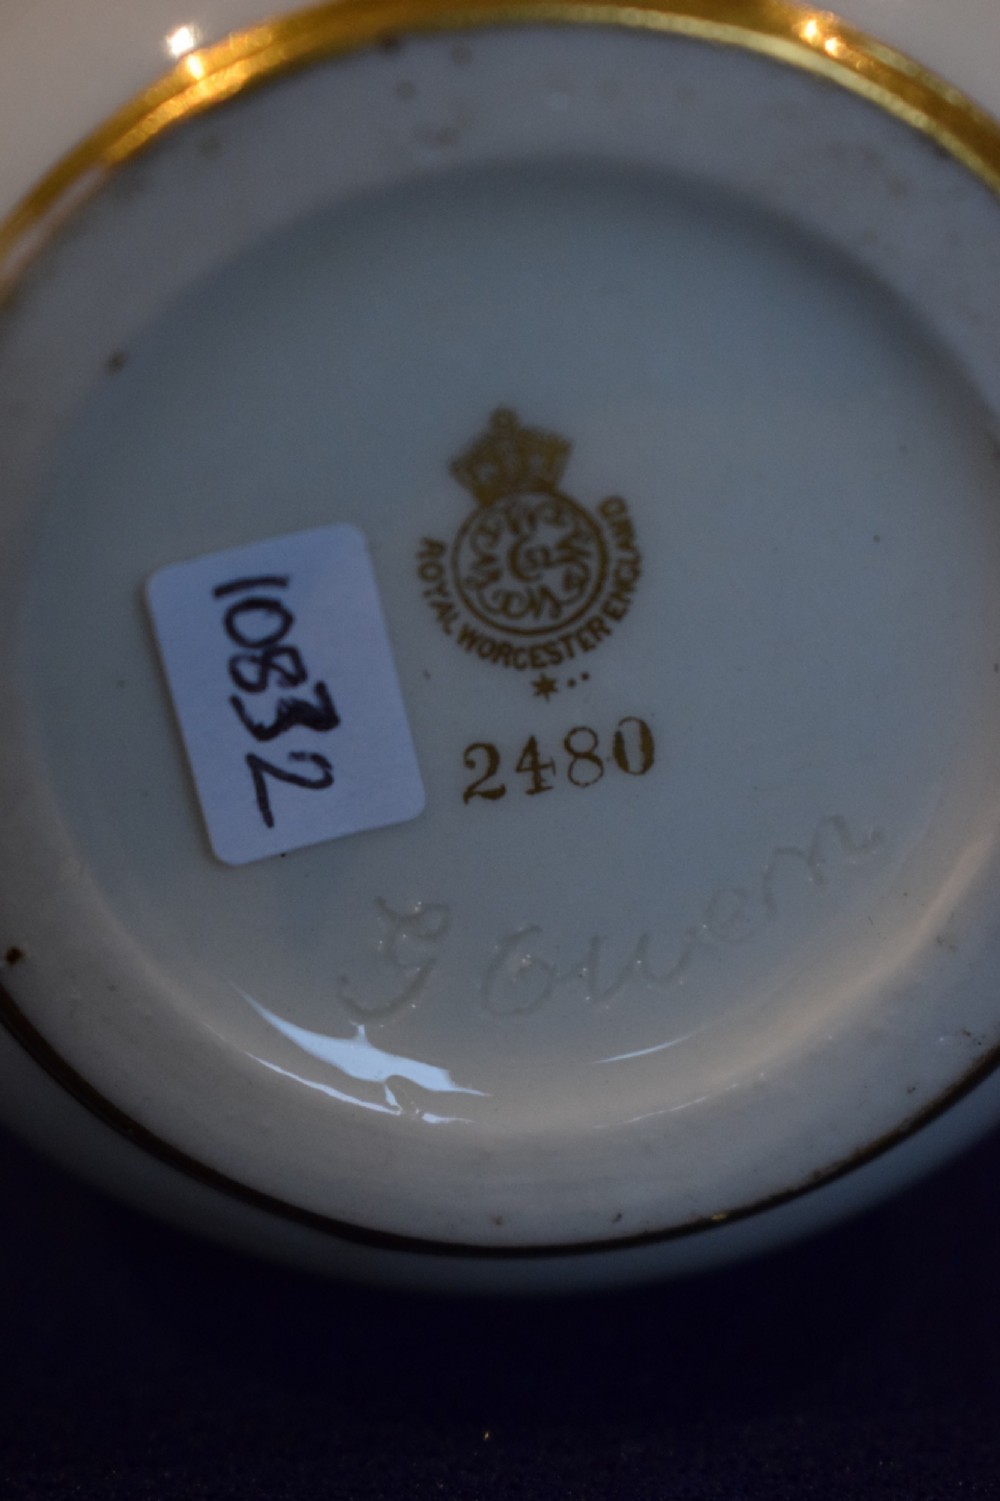 ROYAL WORCESTER ENGLAND
2480
10832
G Owen